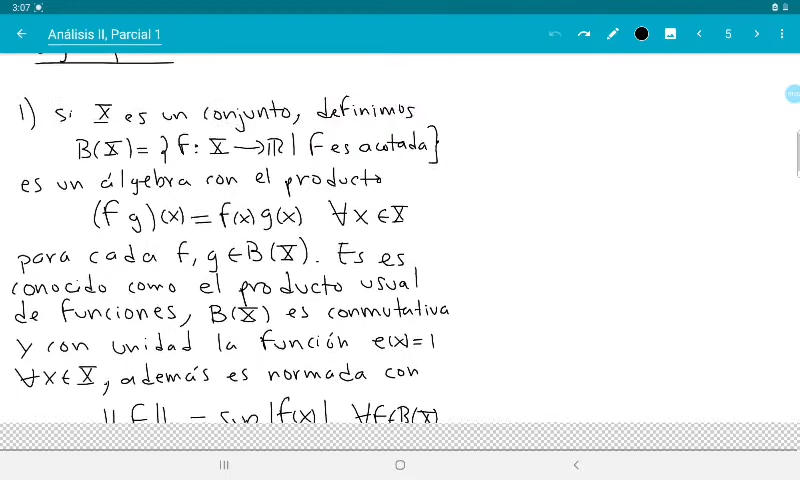 3:07
Análisis II, Parcial 1
5
1) si X es un conjunto, definimos
B(X) = { f: X → ℝ | f es acotada}
es un álgebra con el producto
(f g)(x) = f(x) g(x) ∀x ∈ X
para cada f, g ∈ B(X). Es es
conocido como el producto usual
de funciones, B(X) es conmutativa
y con unidad la función e(x) = 1
∀x ∈ X, además es normada con
|| f || = sup |f(x)| ∀f ∈ B(X)